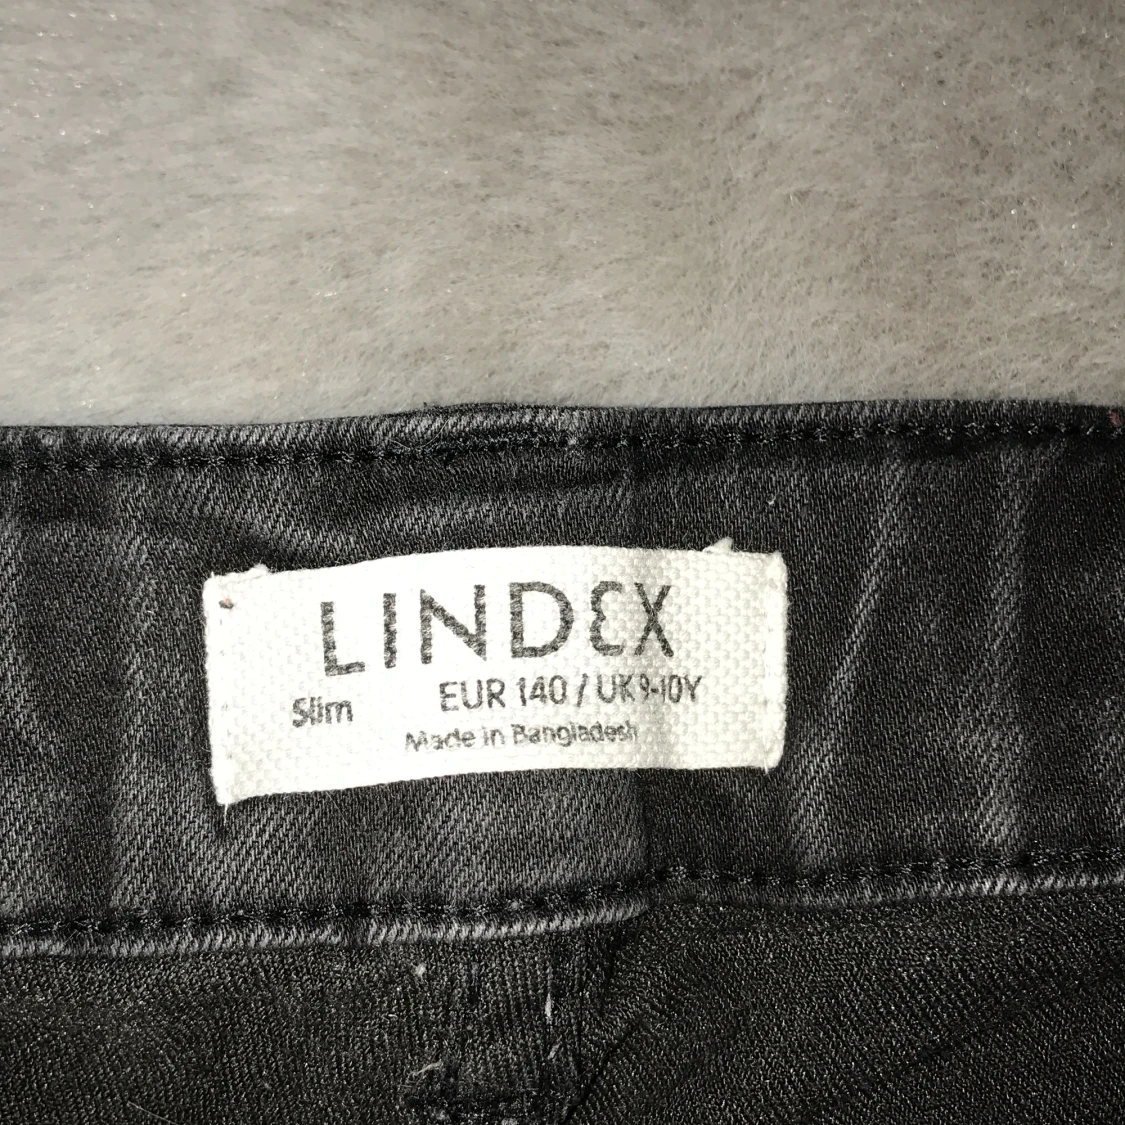 LINDEX
Slim EUR 140 / UK 9-10Y
Made in Bangladesh